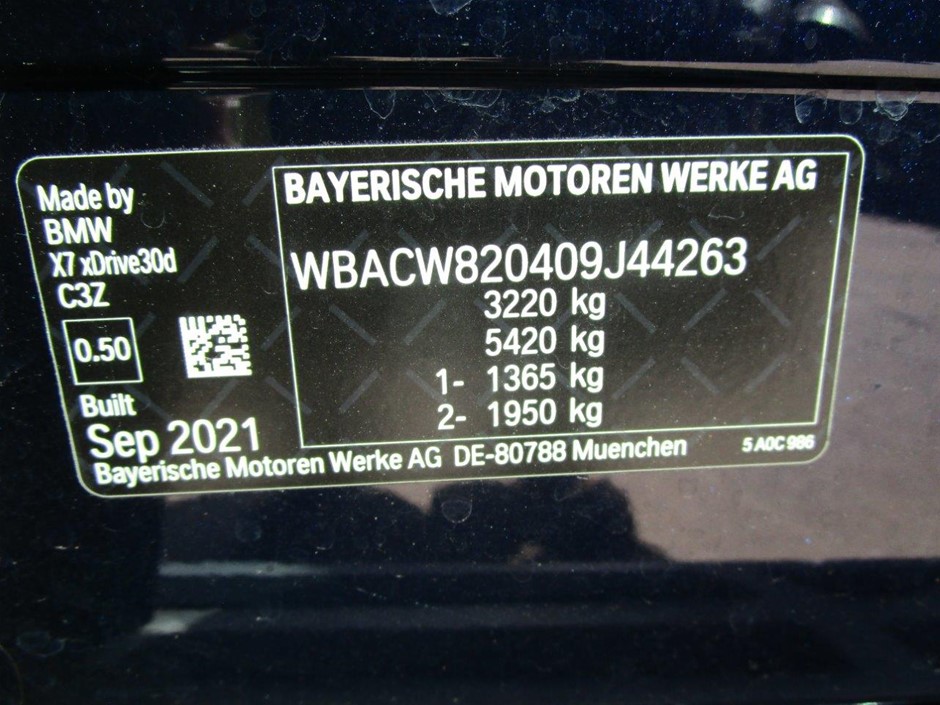 Made by
BMW
X7 xDrive30d
C3Z
0.50
Built
Sep 2021
BAYERISCHE MOTOREN WERKE AG
WBACW820409J44263
3220 kg
5420 kg
1- 1365 kg
2- 1950 kg
Bayerische Motoren Werke AG DE-80788 Muenchen
5 A0C 986